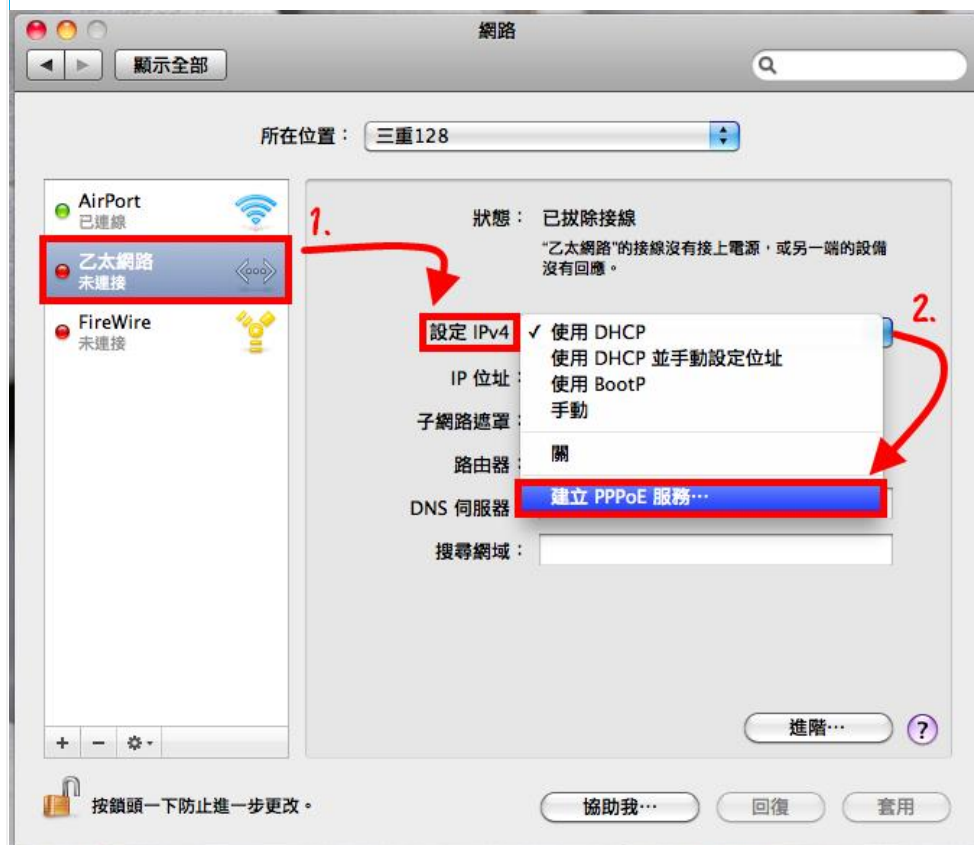 網路
顯示全部
所在位置： 三重128
AirPort
已連線
乙太網路
未連接
FireWire
未連接
1.
狀態： 已拔除接線
“乙太網路”的接線沒有接上電源，或另一端的設備
沒有回應。
2.
設定 IPv4 ✓ 使用 DHCP
使用 DHCP 並手動設定位址
使用 BootP
手動
關
建立 PPPoE 服務…
IP 位址：
子網路遮罩：
路由器：
DNS 伺服器
搜尋網域：
進階… ?
按鎖頭一下防止進一步更改。
協助我… 回復 套用